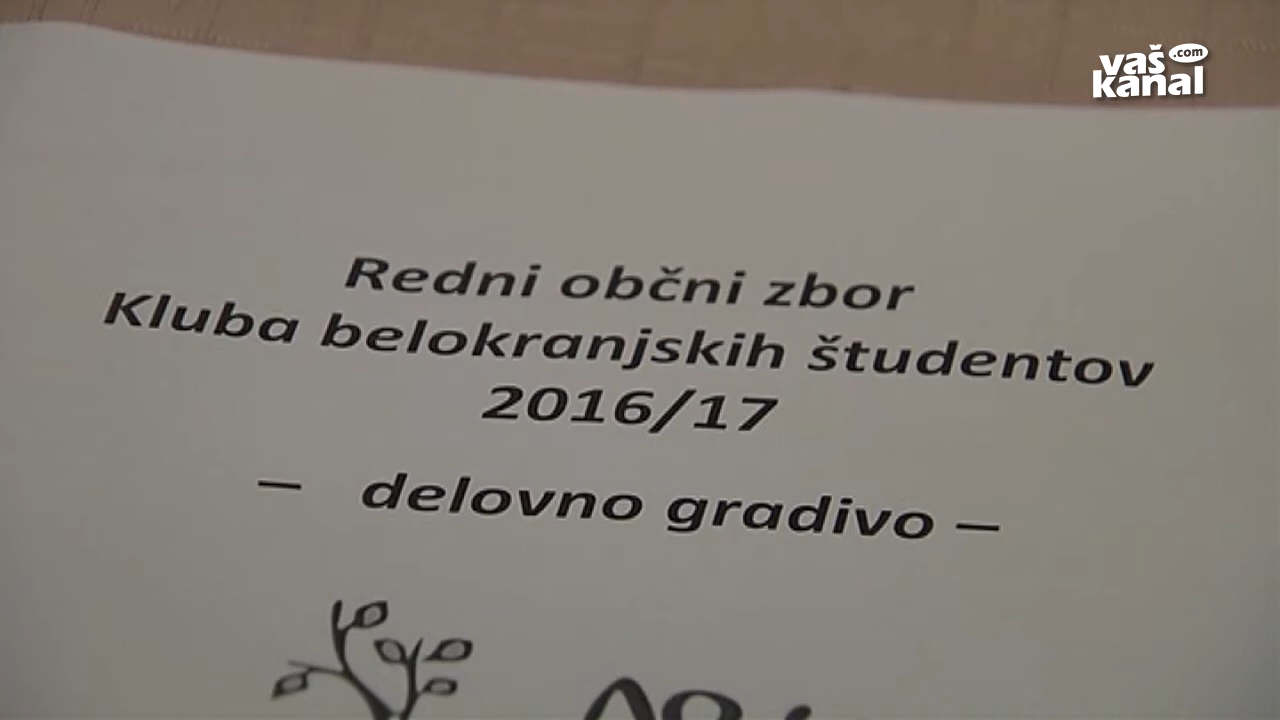 vaš .com
kanal
Redni občni zbor
Kluba belokranjskih študentov
2016/17
– delovno gradivo –